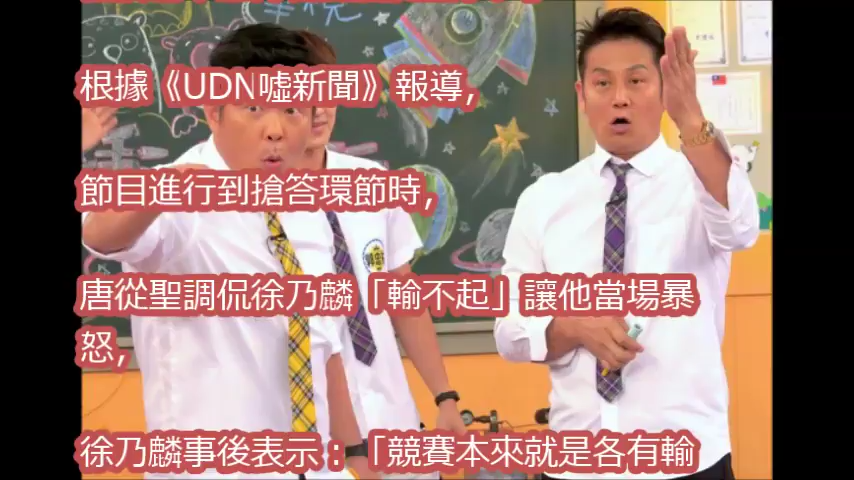 根據《UDN噓新聞》報導，
節目進行到搶答環節時，
唐從聖調侃徐乃麟「輸不起」讓他當場暴
怒，
徐乃麟事後表示：「競賽本來就是各有輸